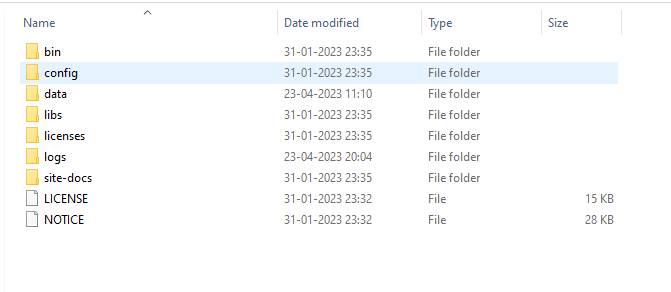 Name Date modified Type Size
bin 31-01-2023 23:35 File folder
config 31-01-2023 23:35 File folder
data 23-04-2023 11:10 File folder
libs 31-01-2023 23:35 File folder
licenses 31-01-2023 23:35 File folder
logs 23-04-2023 20:04 File folder
site-docs 31-01-2023 23:35 File folder
LICENSE 31-01-2023 23:32 File 15 KB
NOTICE 31-01-2023 23:32 File 28 KB